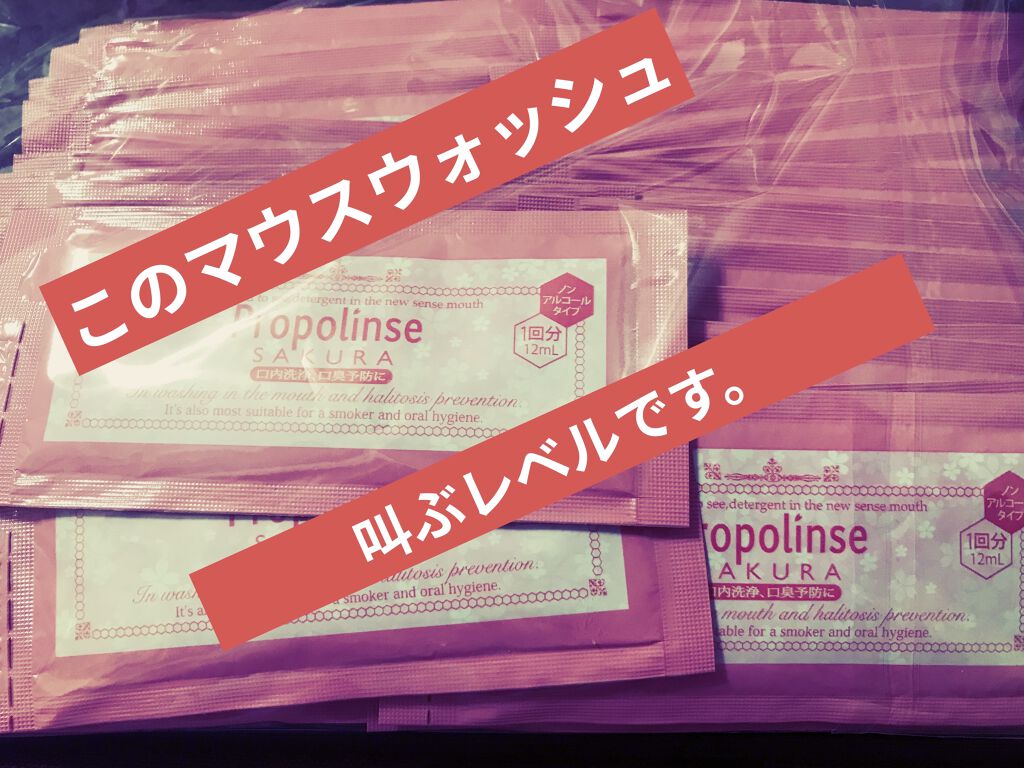 このマウスウォッシュ
to see,detergent in the new sense mouth
Propolinse
SAKURA
口内洗浄、口臭予防に
In washing in the mouth and halitosis prevention.
It's also most suitable for a smoker and oral hygiene.
ノン
アルコール
タイプ
1回分
12mL
叫ぶレベルです。
halitosis prevention.
It's a
smoker and oral hygiene.
see,detergent in the new sense mouth
ropolinse
AKURA
口内洗浄、口臭予防に
mouth and halitosis prevention.
table for a smoker and oral hygiene.
ノン
アルコール
タイプ
1回分
12mL